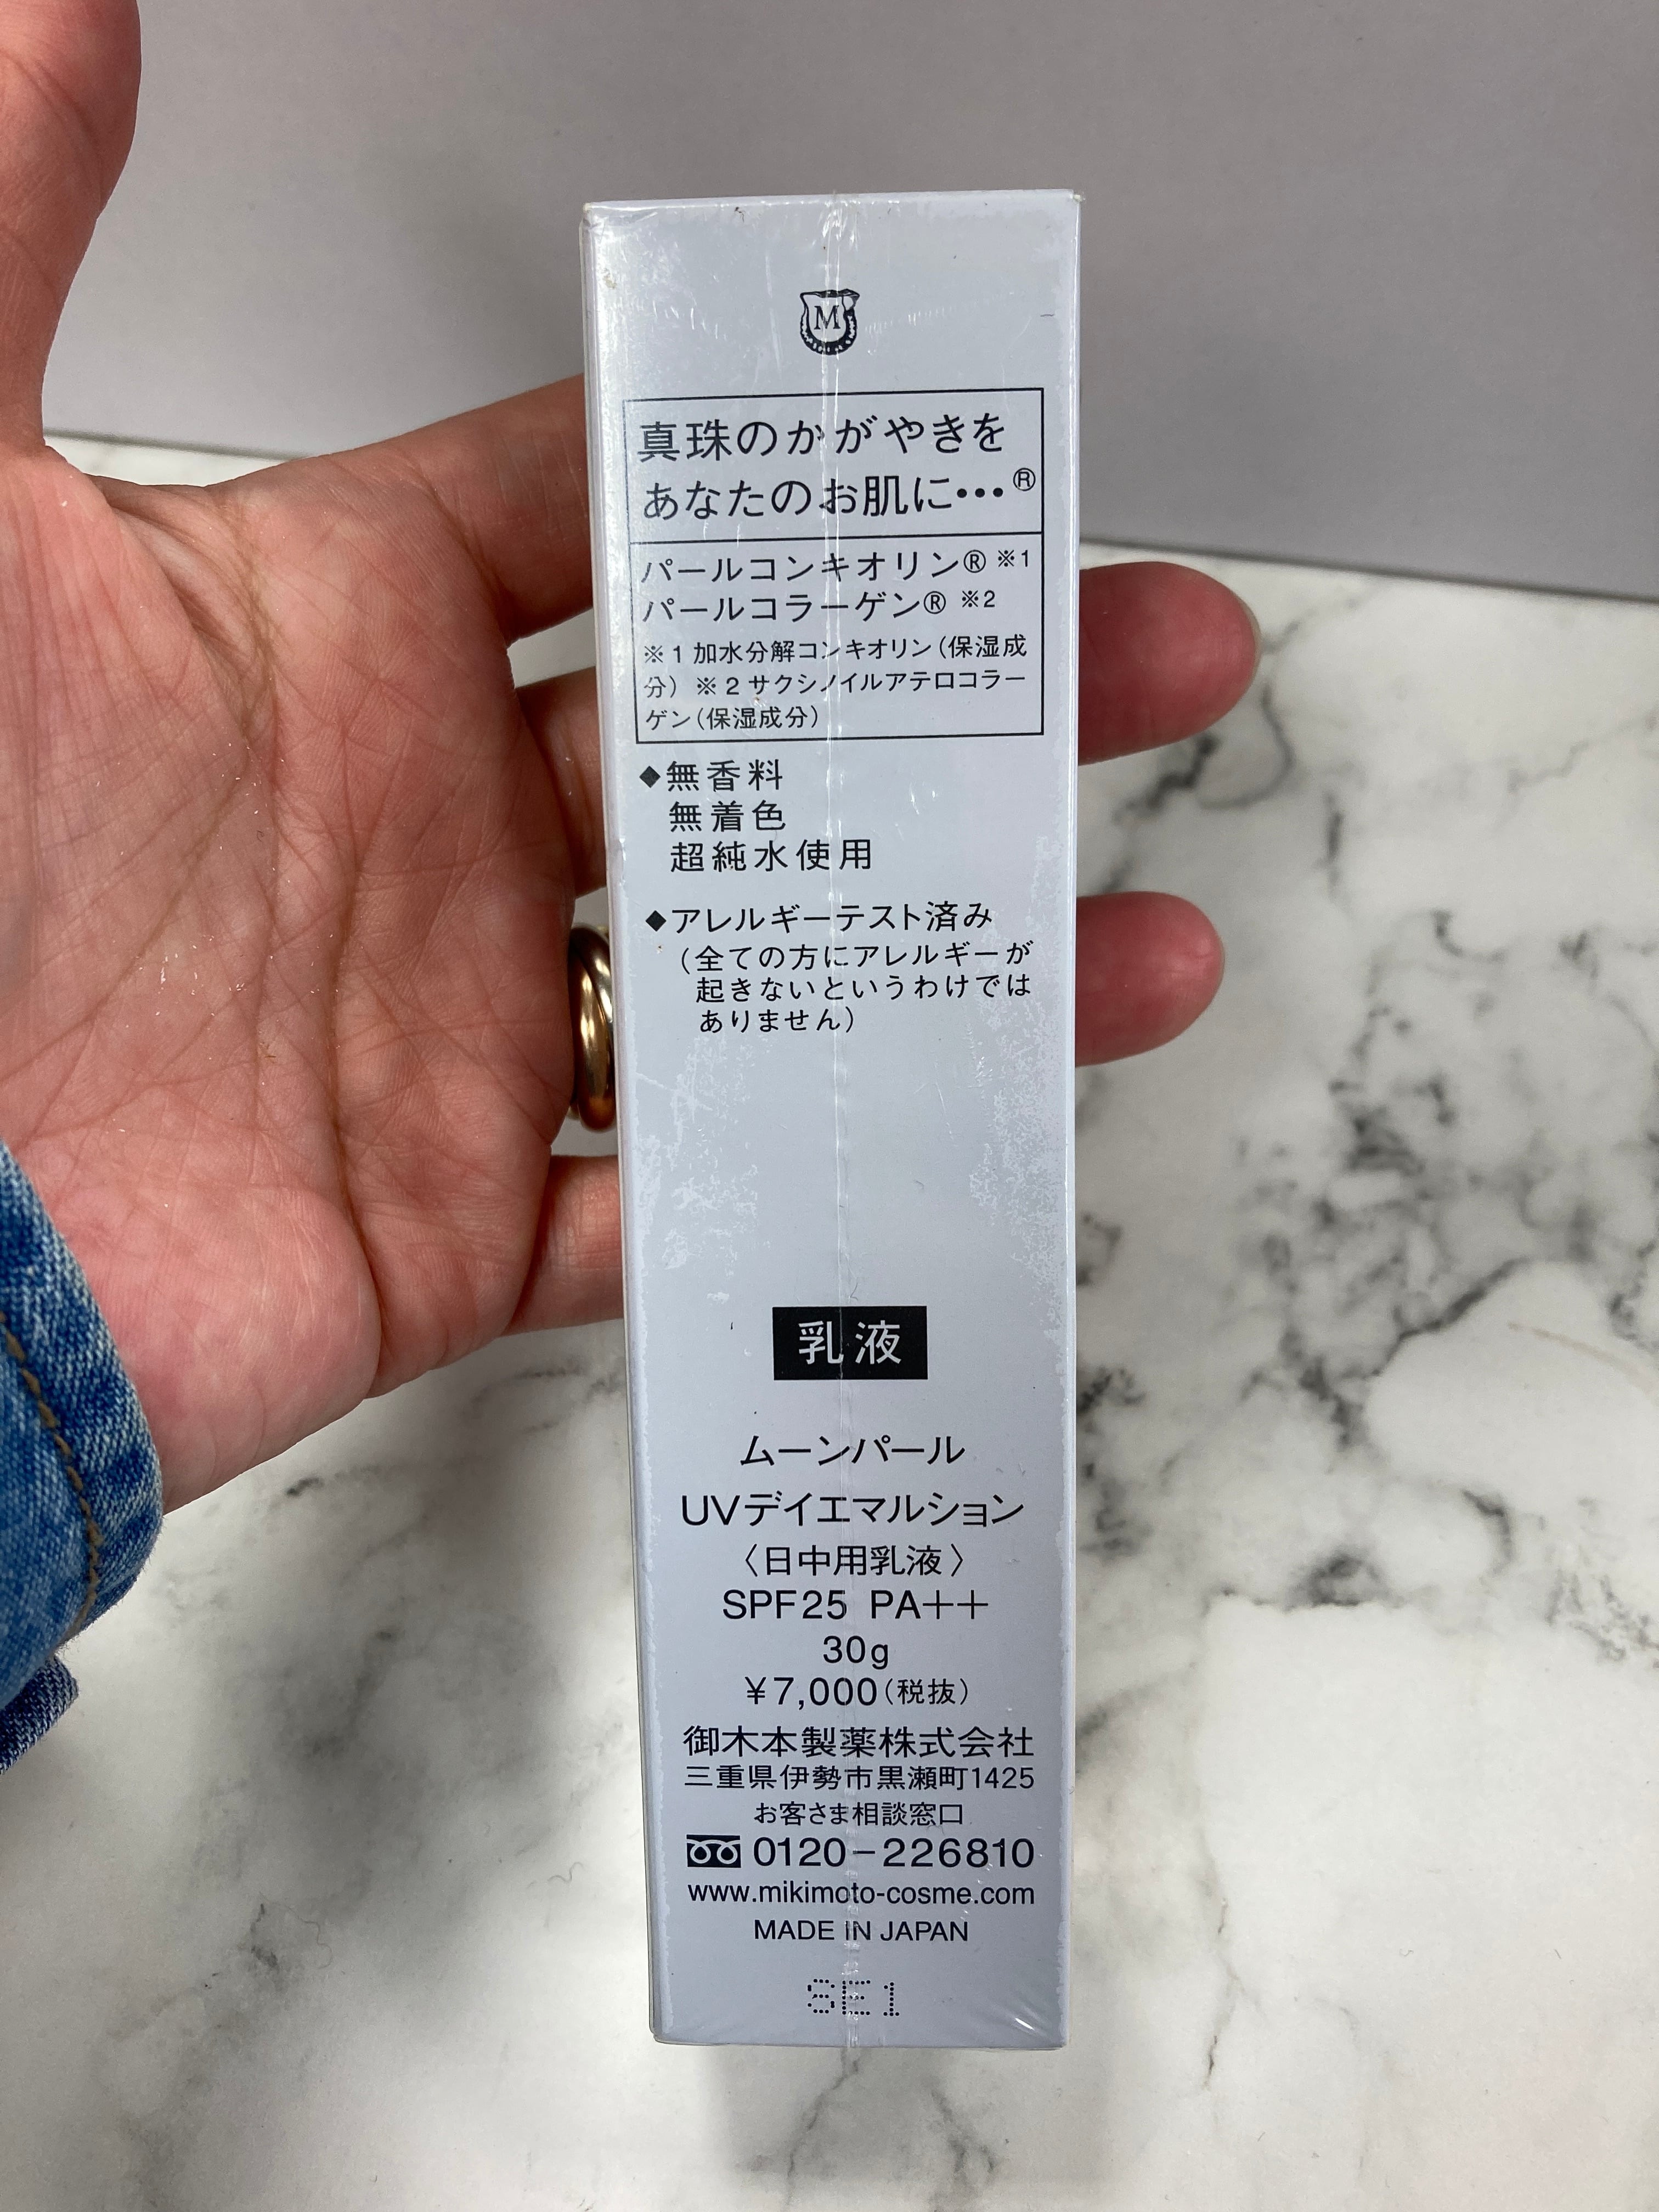 M
真珠のかがやきを
あなたのお肌に･･･®
パールコンキオリン® ※1
パールコラーゲン® ※2
※1 加水分解コンキオリン（保湿成
分）※2 サクシノイルアテロコラー
ゲン（保湿成分）
◆無香料
無着色
超純水使用
◆アレルギーテスト済み
（全ての方にアレルギーが
起きないというわけでは
ありません）
乳液
ムーンパール
UVデイエマルション
〈日中用乳液〉
SPF25 PA++
30g
¥7,000（税抜）
御木本製薬株式会社
三重県伊勢市黒瀬町1425
お客さま相談窓口
0120-226810
www.mikimoto-cosme.com
MADE IN JAPAN
SE1